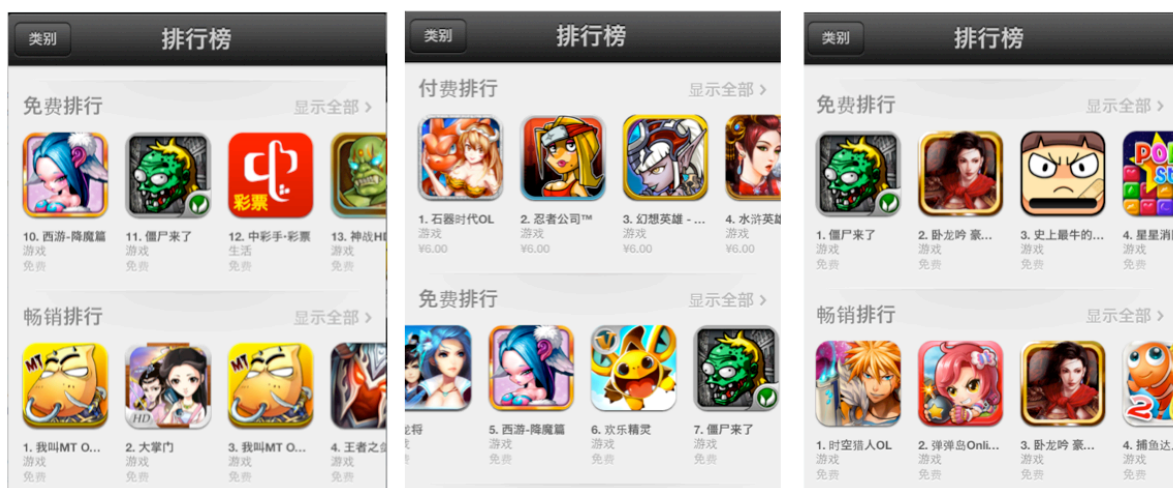 类别
排行榜
免费排行
显示全部 >
彩票
10. 西游-降魔篇
11. 僵尸来了
12. 中彩手·彩票
13. 神战HD
游戏
游戏
生活
游戏
免费
免费
免费
免费
畅销排行
显示全部 >
MT
HD
MT
1. 我叫MT O...
2. 大掌门
3. 我叫MT O...
4. 王者之剑
游戏
游戏
游戏
游戏
免费
免费
免费
免费
类别
排行榜
付费排行
显示全部 >
1. 石器时代OL
2. 忍者公司™
3. 幻想英雄 - ...
4. 水浒英雄
游戏
游戏
游戏
游戏
¥6.00
¥6.00
¥6.00
¥6.00
免费排行
显示全部 >
龙将
5. 西游-降魔篇
6. 欢乐精灵
7. 僵尸来了
游戏
游戏
游戏
免费
免费
免费
类别
排行榜
免费排行
显示全部 >
1. 僵尸来了
2. 卧龙吟 豪...
3. 史上最牛的...
4. 星星消
游戏
游戏
游戏
游戏
免费
免费
免费
免费
畅销排行
显示全部 >
2
1. 时空猎人OL
2. 弹弹岛Onli...
3. 卧龙吟 豪...
4. 捕鱼达
游戏
游戏
游戏
游戏
免费
免费
免费
免费